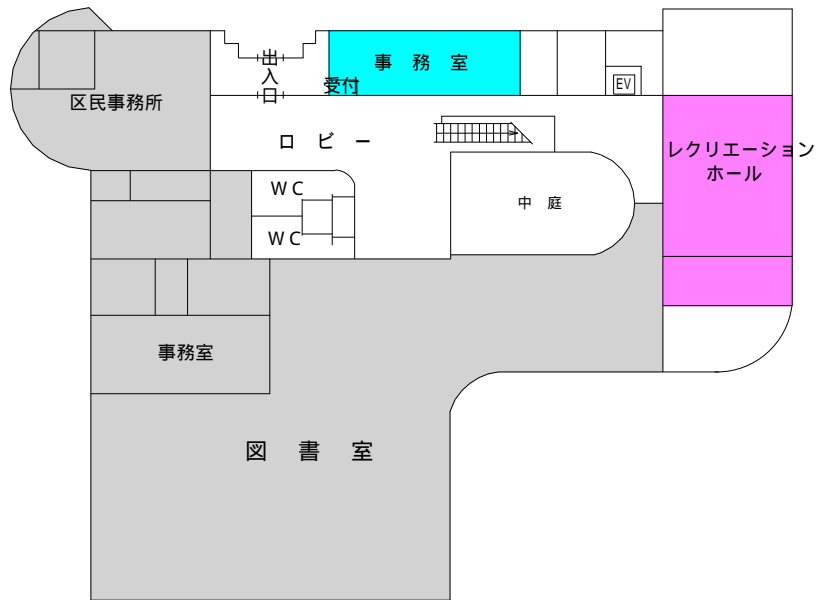 出入口
事 務 室
受付
EV
区民事務所
ロ ビ ー
レクリエーション
ホール
WC
中 庭
WC
事務室
図 書 室